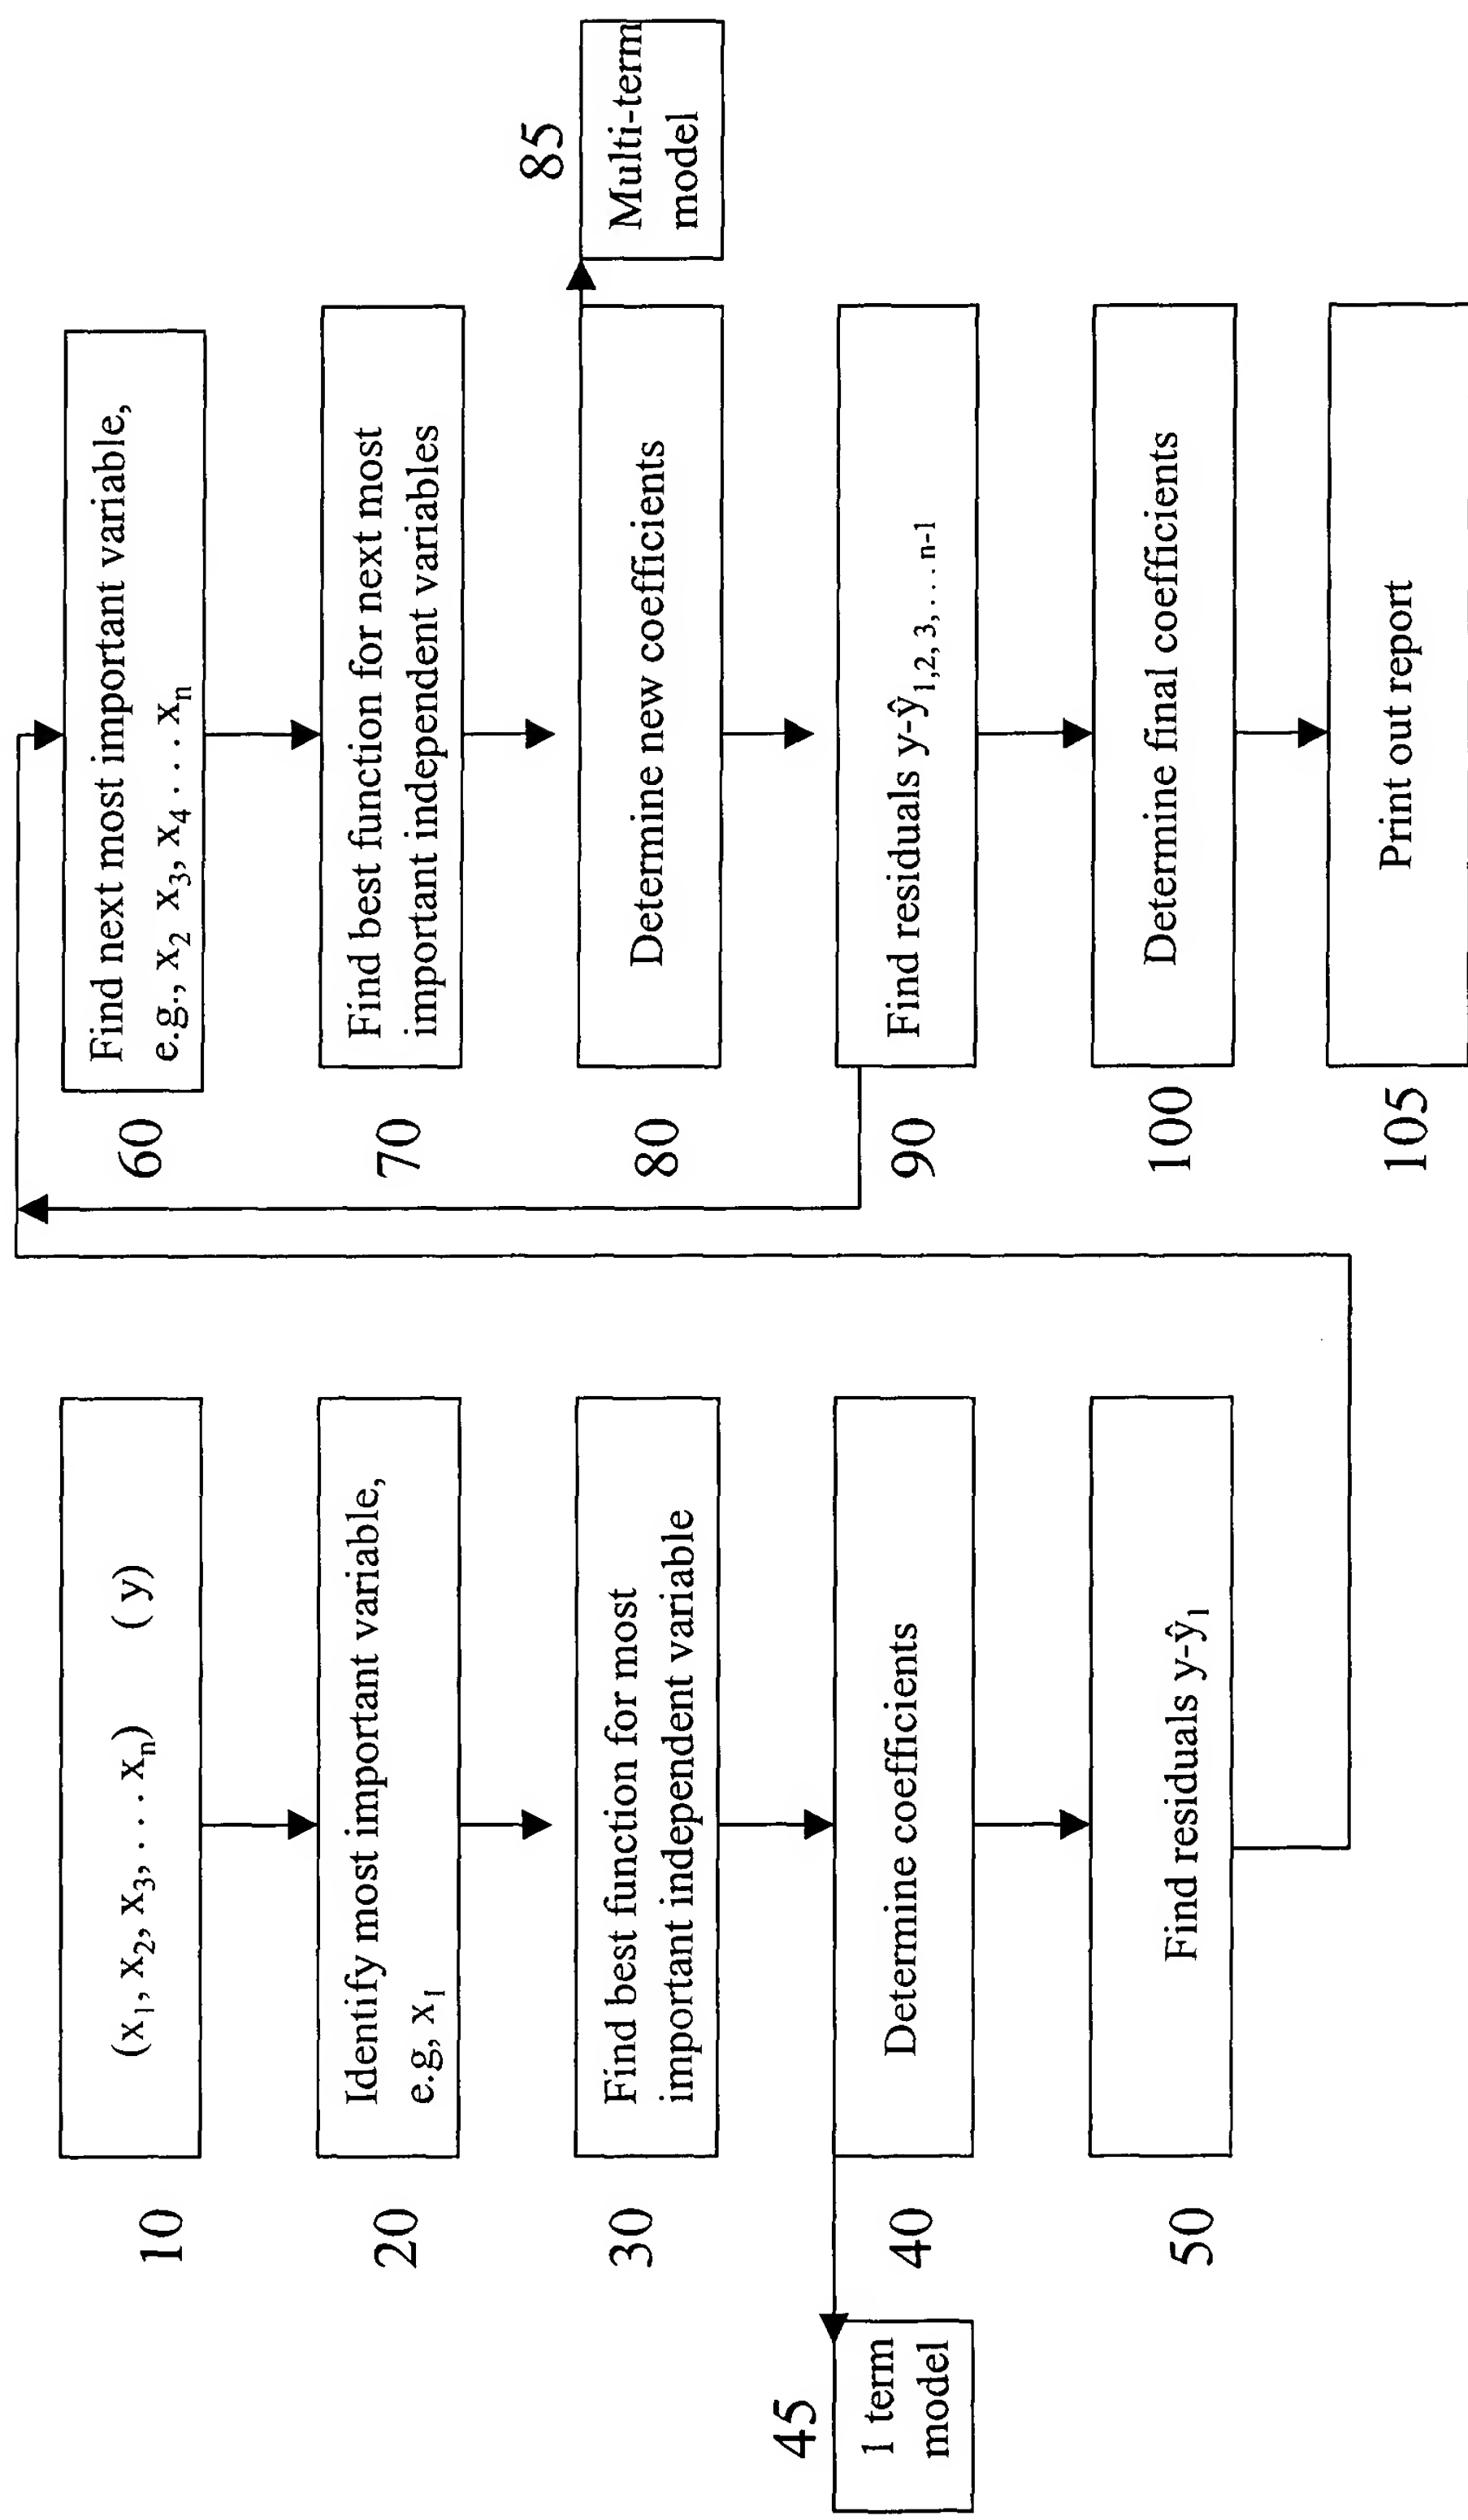 10
(x₁, x₂, x₃, . . . xₙ) (y)
20
Identify most important variable,
e.g, x₁
30
Find best function for most
important independent variable
45
1 term
model
40
Determine coefficients
50
Find residuals y-ŷ₁
60
Find next most important variable,
e.g., x₂ x₃, x₄ . . . xₙ
70
Find best function for next most
important independent variables
80
Determine new coefficients
85
Multi-term
model
90
Find residuals y-ŷ₁,₂, ₃, . . . ₙ₋₁
100
Determine final coefficients
105
Print out report